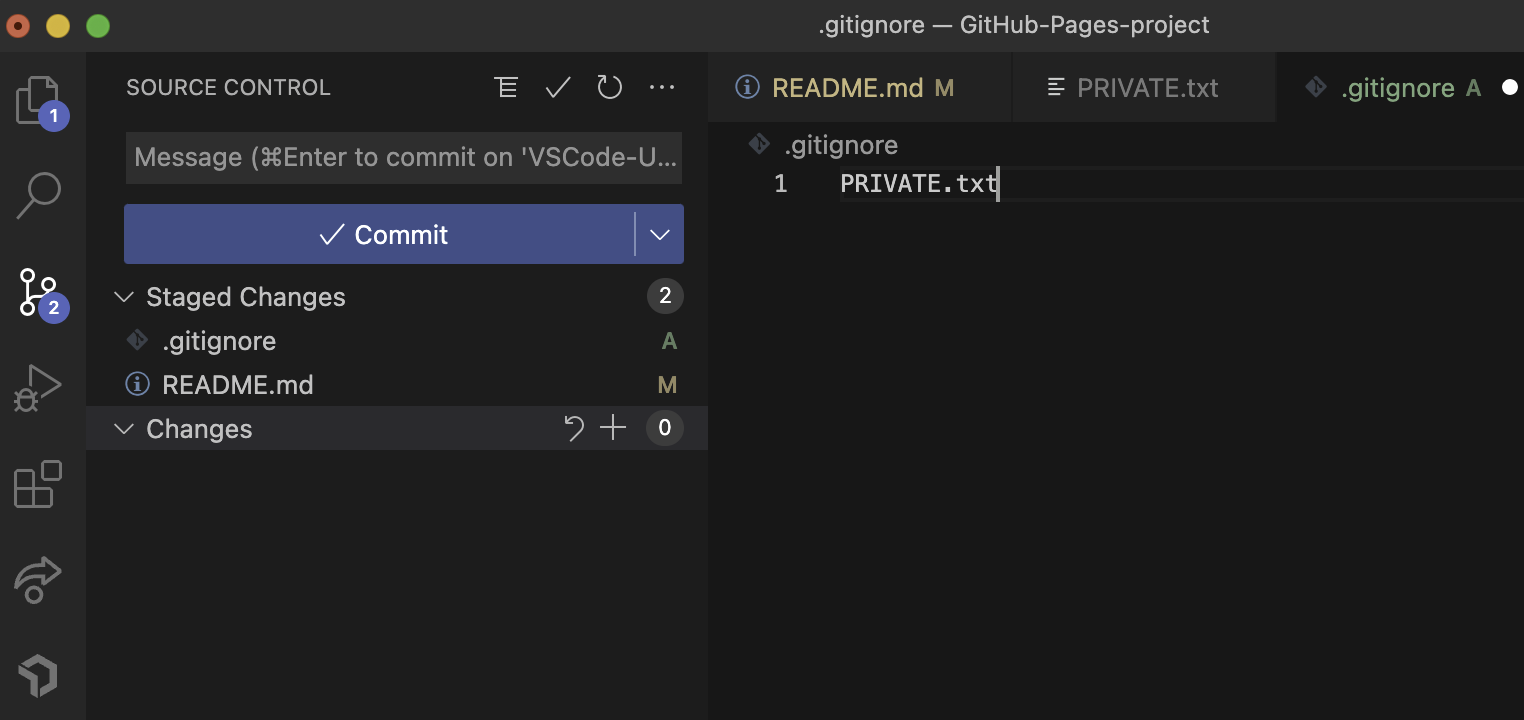 .gitignore — GitHub-Pages-project
SOURCE CONTROL
README.md M
PRIVATE.txt
.gitignore A
1
Message (⌘Enter to commit on 'VSCode-U...
.gitignore
1 PRIVATE.txt
Commit
2
Staged Changes 2
.gitignore A
README.md M
Changes 0